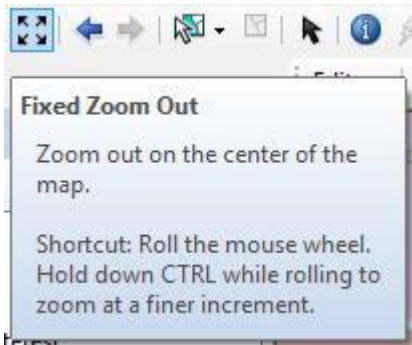 Fixed Zoom Out
Zoom out on the center of the
map.
Shortcut: Roll the mouse wheel.
Hold down CTRL while rolling to
zoom at a finer increment.